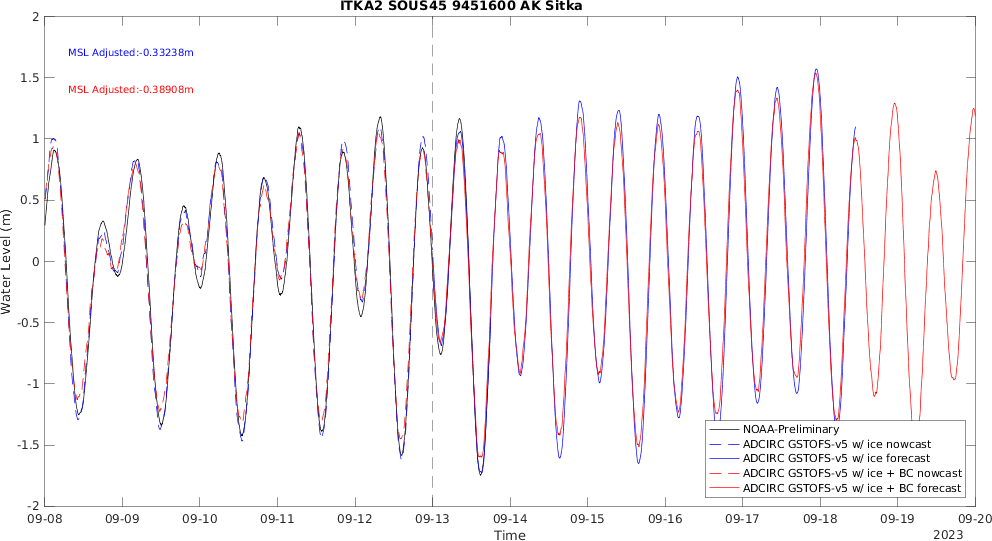 ITKA2 SOUS45 9451600 AK Sitka
MSL Adjusted:-0.33238m
MSL Adjusted:-0.38908m
Water Level (m)
2
1.5
1
0.5
0
-0.5
-1
-1.5
-2
NOAA-Preliminary
ADCIRC GSTOFS-v5 w/ ice nowcast
ADCIRC GSTOFS-v5 w/ ice forecast
ADCIRC GSTOFS-v5 w/ ice + BC nowcast
ADCIRC GSTOFS-v5 w/ ice + BC forecast
09-08 09-09 09-10 09-11 09-12 09-13 09-14 09-15 09-16 09-17 09-18 09-19 09-20
Time
2023